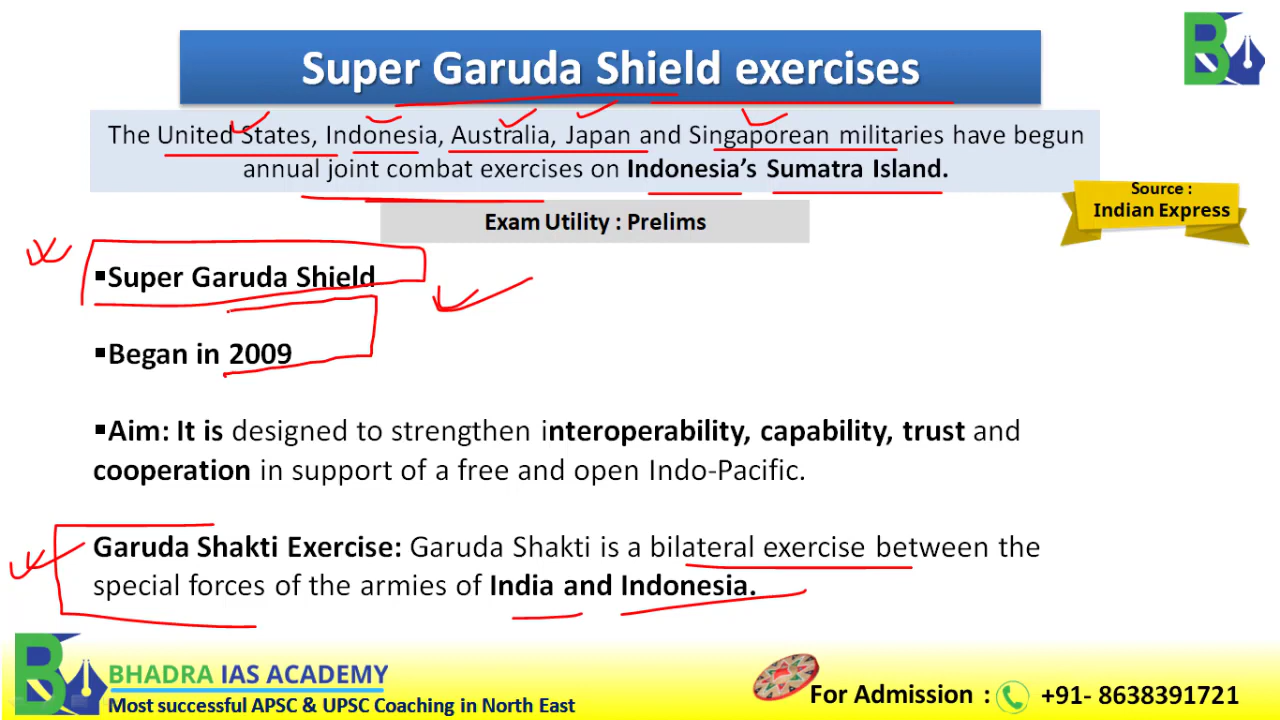 Super Garuda Shield exercises
The United States, Indonesia, Australia, Japan and Singaporean militaries have begun
annual joint combat exercises on Indonesia's Sumatra Island.
Source :
Indian Express
Exam Utility : Prelims
▪Super Garuda Shield
▪Began in 2009
▪Aim: It is designed to strengthen interoperability, capability, trust and
cooperation in support of a free and open Indo-Pacific.
Garuda Shakti Exercise: Garuda Shakti is a bilateral exercise between the
special forces of the armies of India and Indonesia.
BHADRA IAS ACADEMY
Most successful APSC & UPSC Coaching in North East
For Admission : +91- 8638391721